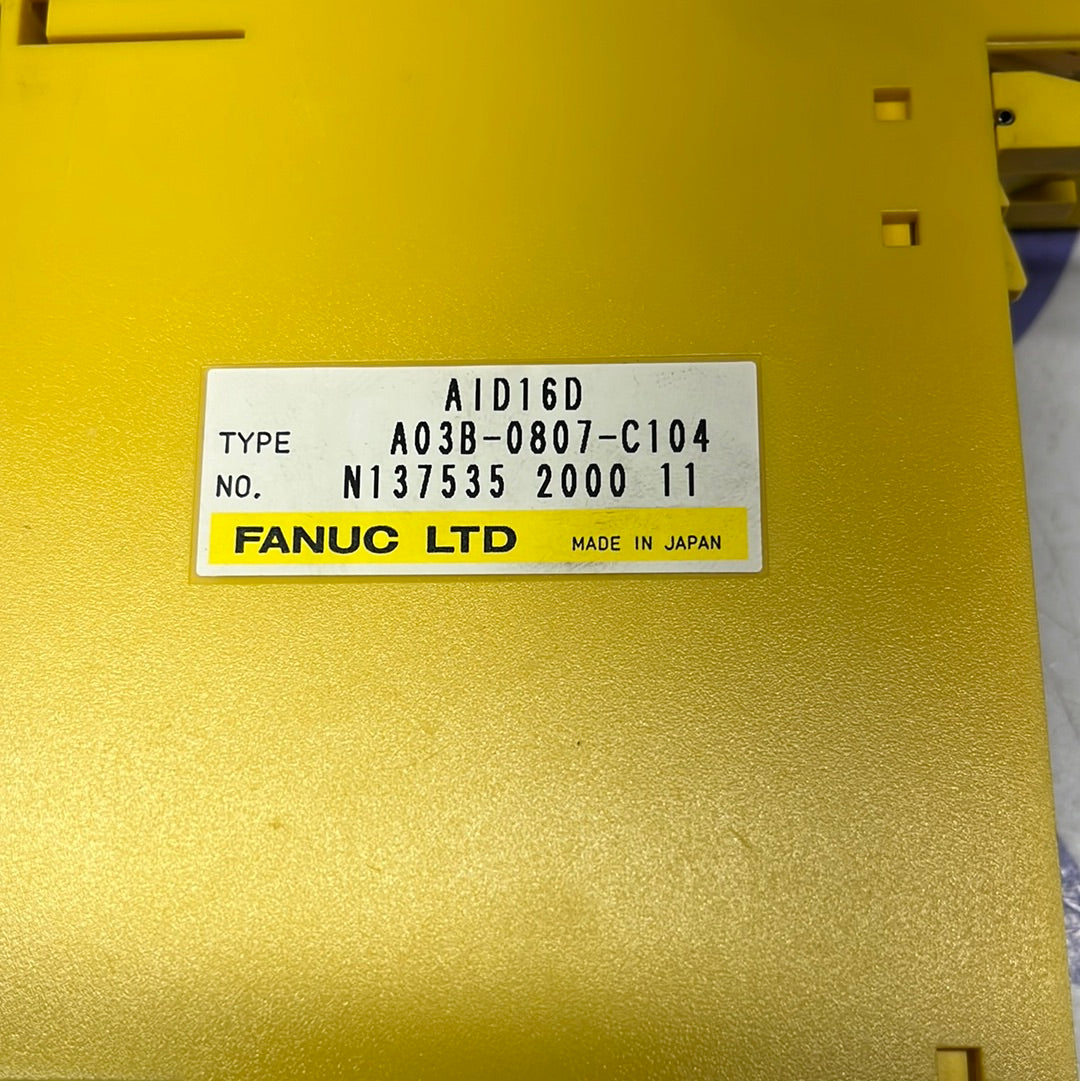 AID16D
TYPE A03B-0807-C104
NO. N137535 2000 11
FANUC LTD MADE IN JAPAN